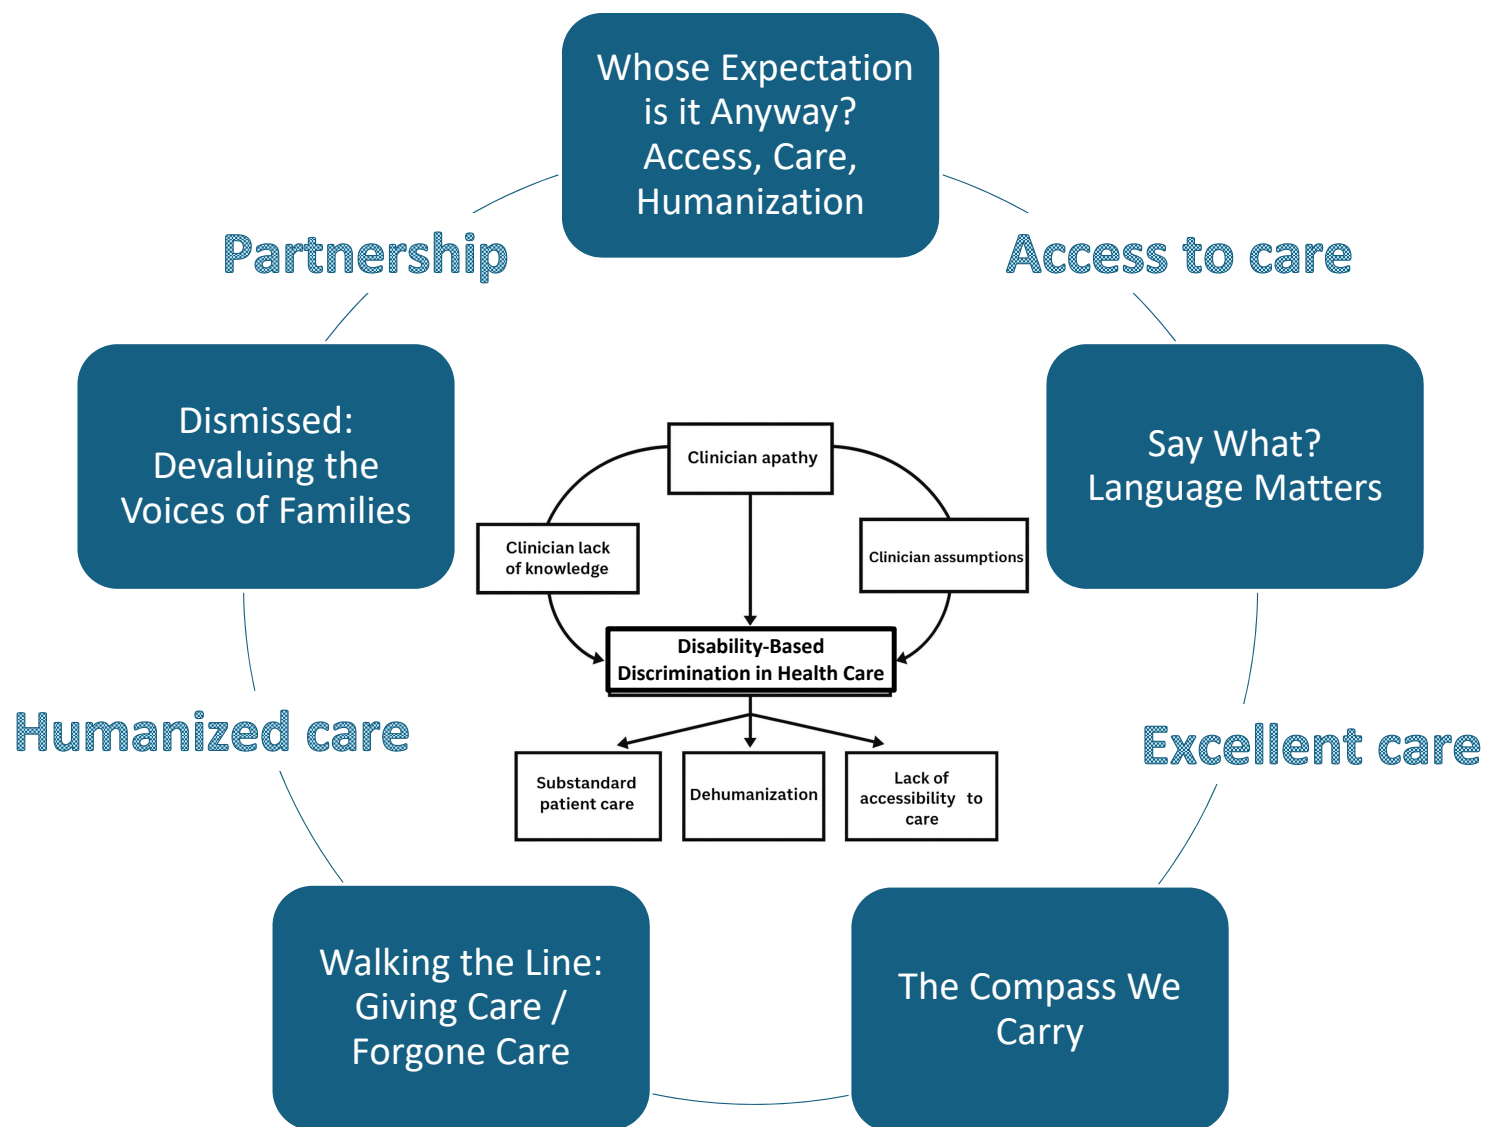 Whose Expectation
is it Anyway?
Access, Care,
Humanization
Partnership
Access to care
Dismissed:
Devaluing the
Voices of Families
Say What?
Language Matters
Clinician apathy
Clinician lack
of knowledge
Clinician assumptions
Disability-Based
Discrimination in Health Care
Substandard
patient care
Dehumanization
Lack of
accessibility to
care
Humanized care
Excellent care
Walking the Line:
Giving Care /
Forgone Care
The Compass We
Carry